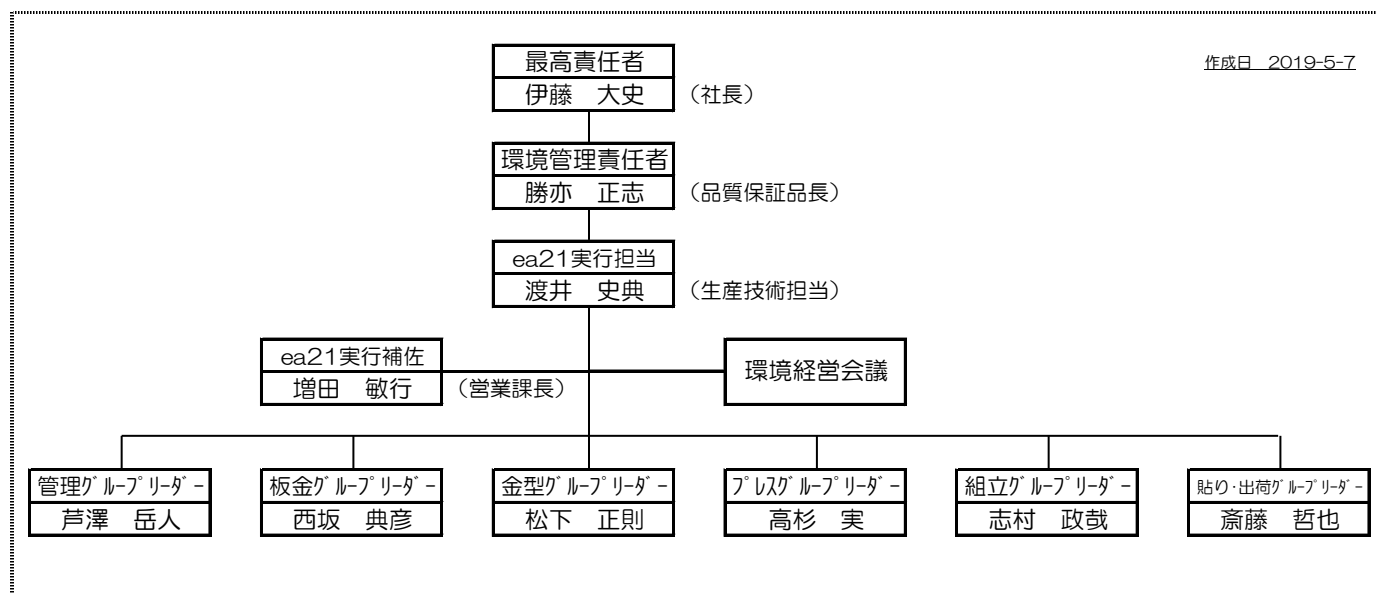 作成日　2019-5-7
最高責任者
伊藤　大史
（社長）
環境管理責任者
勝亦　正志
（品質保証品長）
ea21実行担当
渡井　史典
（生産技術担当）
ea21実行補佐
増田　敏行
（営業課長）
環境経営会議
管理ｸﾞﾙｰﾌﾟﾘｰﾀﾞｰ
芦澤　岳人
板金ｸﾞﾙｰﾌﾟﾘｰﾀﾞｰ
西坂　典彦
金型ｸﾞﾙｰﾌﾟﾘｰﾀﾞｰ
松下　正則
ﾌﾟﾚｽｸﾞﾙｰﾌﾟﾘｰﾀﾞｰ
高杉　実
組立ｸﾞﾙｰﾌﾟﾘｰﾀﾞｰ
志村　政哉
貼り・出荷ｸﾞﾙｰﾌﾟﾘｰﾀﾞｰ
斎藤　哲也